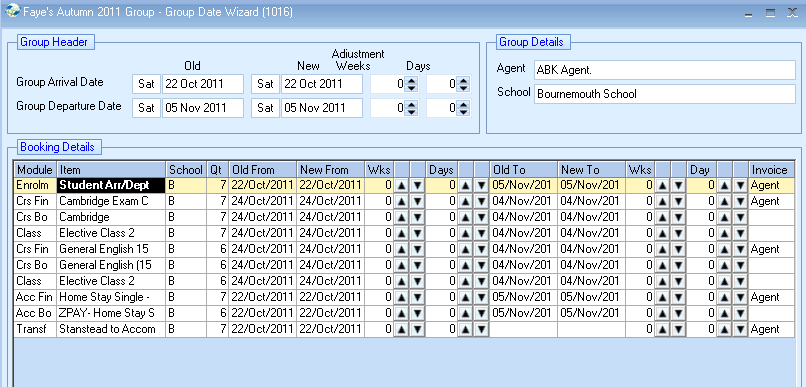 Faye's Autumn 2011 Group - Group Date Wizard (1016)
Group Header
Old New Adjustment Weeks Days
Group Arrival Date Sat 22 Oct 2011 Sat 22 Oct 2011 0 0
Group Departure Date Sat 05 Nov 2011 Sat 05 Nov 2011 0 0
Group Details
Agent ABK Agent.
School Bournemouth School
Booking Details
Module Item School Qt Old From New From Wks Days Old To New To Wks Day Invoice
Enrolm Student Arr/Dept B 7 22/Oct/2011 22/Oct/2011 0 0 05/Nov/201 05/Nov/201 0 0 Agent
Crs Fin Cambridge Exam C B 7 24/Oct/2011 24/Oct/2011 0 0 04/Nov/201 04/Nov/201 0 0 Agent
Crs Bo Cambridge B 7 24/Oct/2011 24/Oct/2011 0 0 04/Nov/201 04/Nov/201 0 0
Class Elective Class 2 B 7 24/Oct/2011 24/Oct/2011 0 0 04/Nov/201 04/Nov/201 0 0
Crs Fin General English 15 B 6 24/Oct/2011 24/Oct/2011 0 0 04/Nov/201 04/Nov/201 0 0 Agent
Crs Bo General English (15 B 6 24/Oct/2011 24/Oct/2011 0 0 04/Nov/201 04/Nov/201 0 0
Class Elective Class 2 B 6 24/Oct/2011 24/Oct/2011 0 0 04/Nov/201 04/Nov/201 0 0
Acc Fin Home Stay Single - B 7 22/Oct/2011 22/Oct/2011 0 0 05/Nov/201 05/Nov/201 0 0 Agent
Acc Bo ZPAY- Home Stay S B 6 22/Oct/2011 22/Oct/2011 0 0 05/Nov/201 05/Nov/201 0 0
Transf Stanstead to Accom B 7 22/Oct/2011 22/Oct/2011 0 0 0 0 Agent